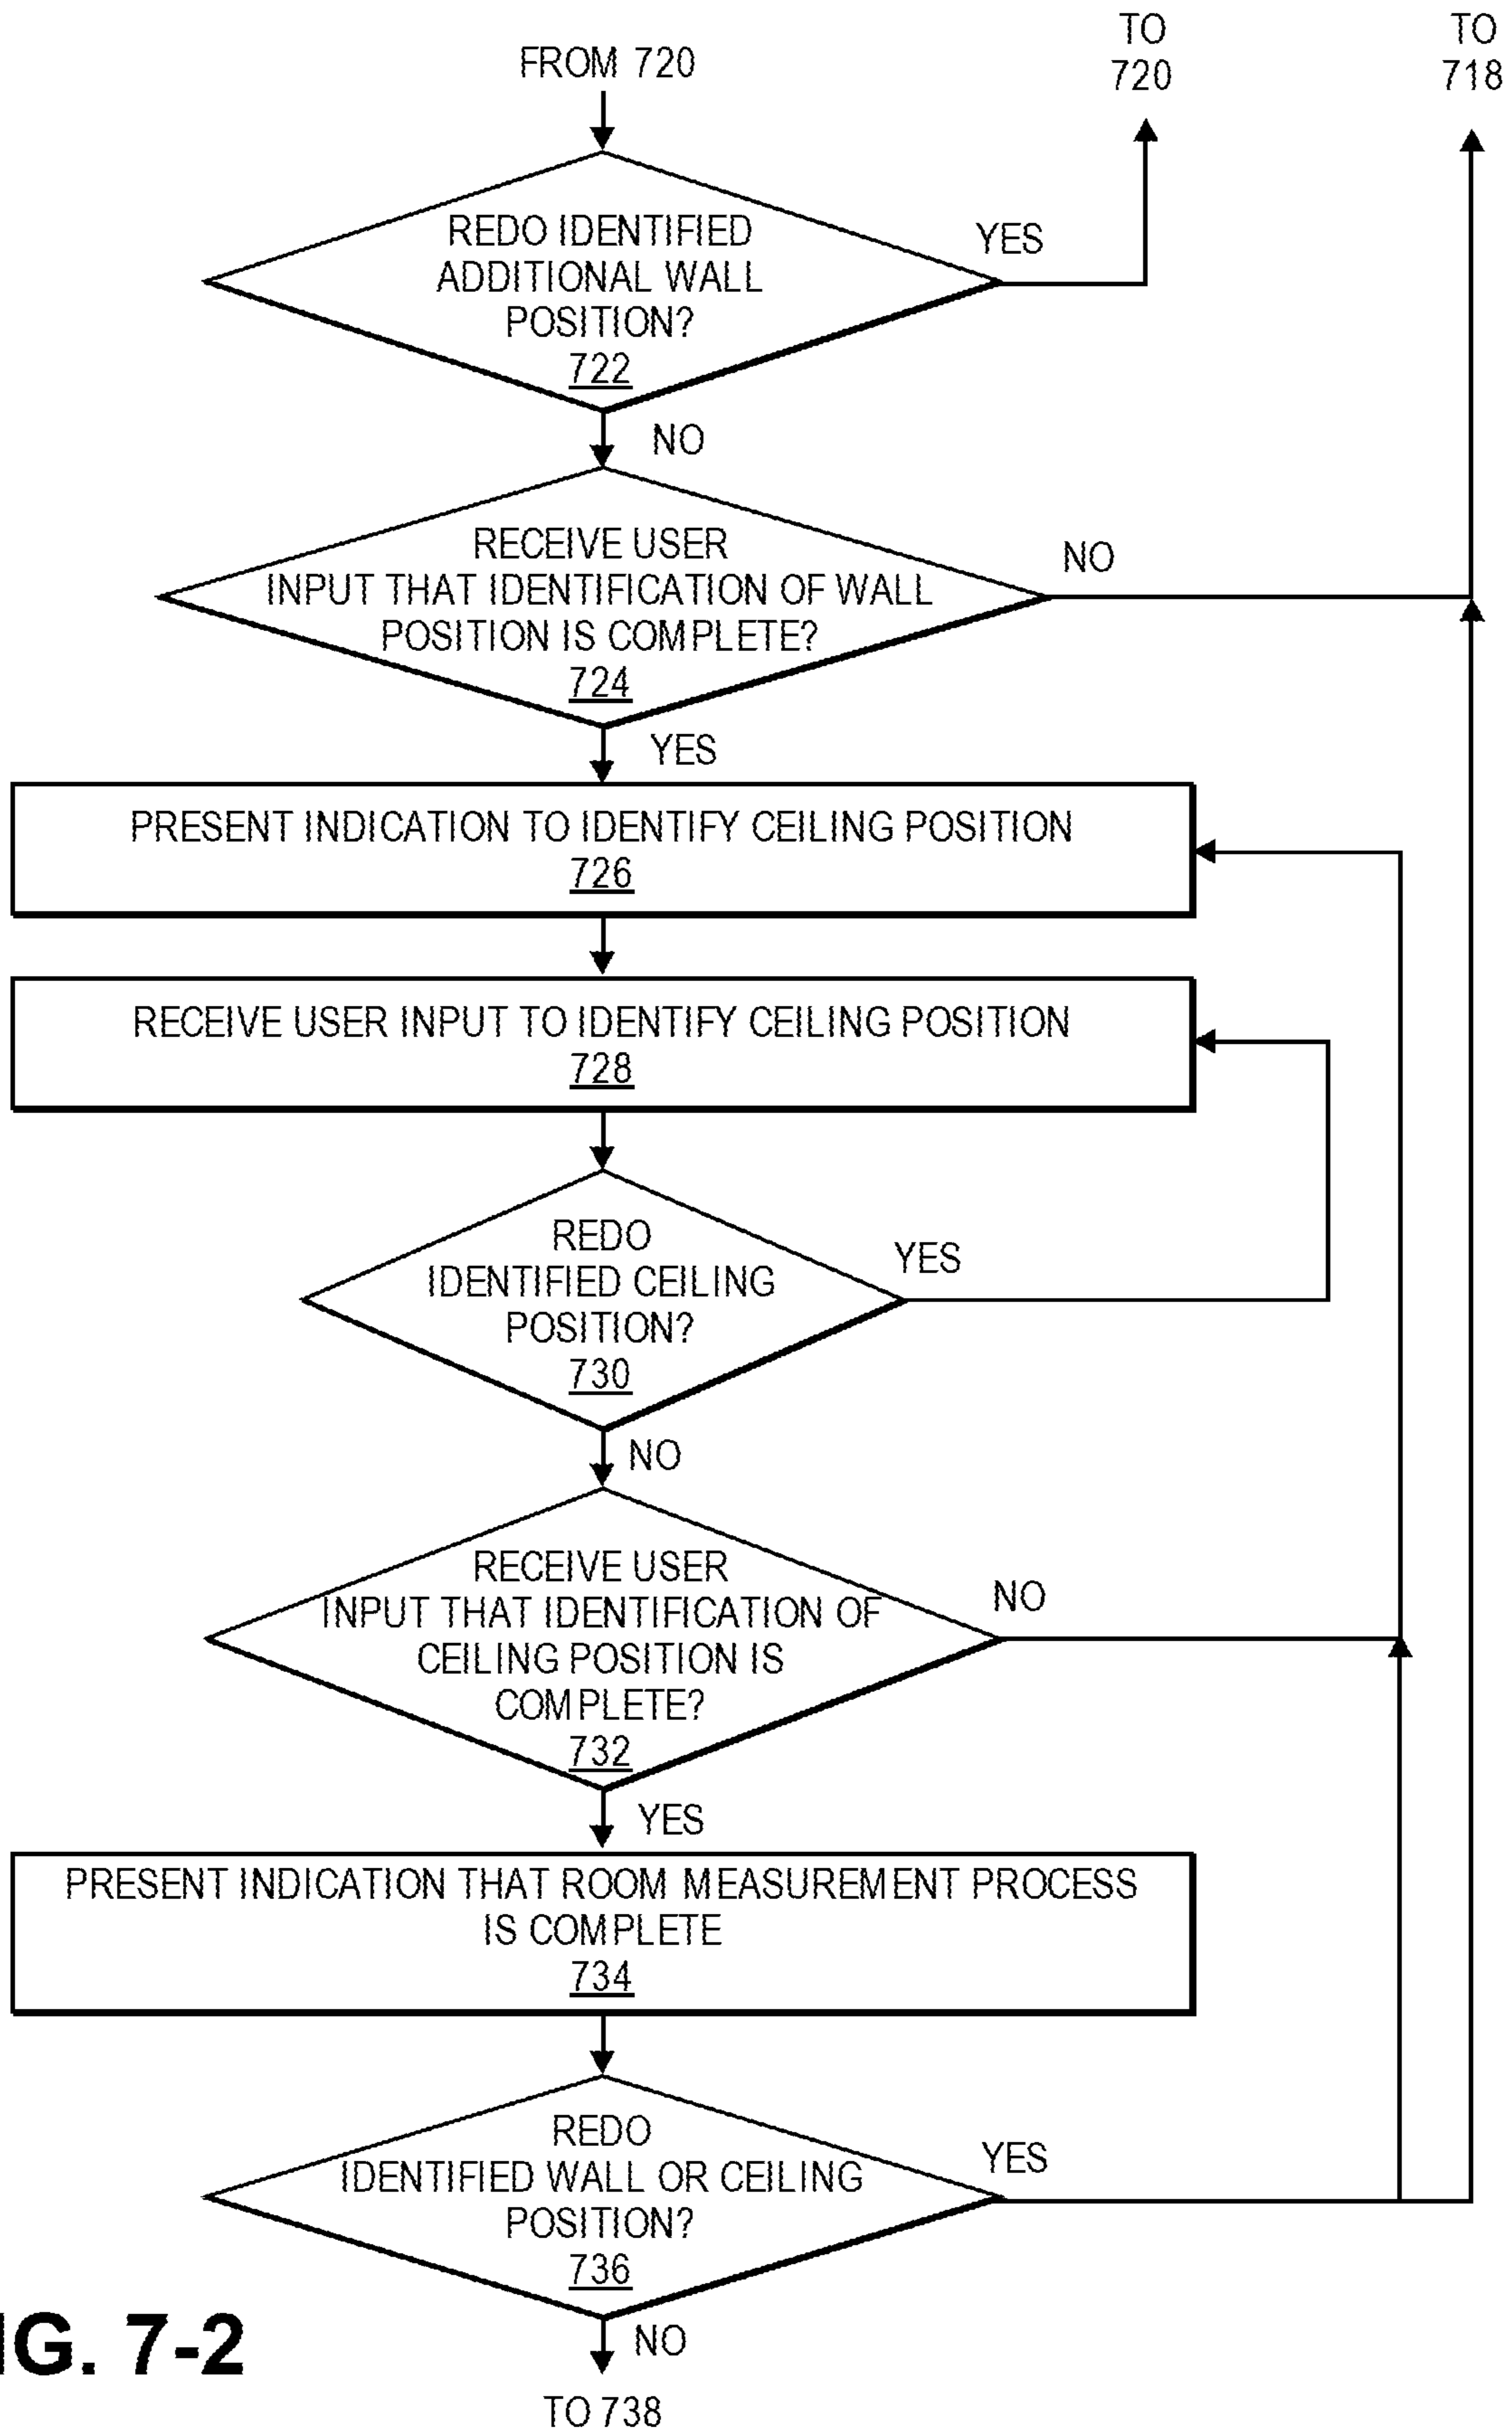 FROM 720
TO
720
TO
718
REDO IDENTIFIED
ADDITIONAL WALL
POSITION?
722
YES
NO
RECEIVE USER
INPUT THAT IDENTIFICATION OF WALL
POSITION IS COMPLETE?
724
NO
YES
PRESENT INDICATION TO IDENTIFY CEILING POSITION
726
RECEIVE USER INPUT TO IDENTIFY CEILING POSITION
728
REDO
IDENTIFIED CEILING
POSITION?
730
YES
NO
RECEIVE USER
INPUT THAT IDENTIFICATION OF
CEILING POSITION IS
COMPLETE?
732
NO
YES
PRESENT INDICATION THAT ROOM MEASUREMENT PROCESS
IS COMPLETE
734
REDO
IDENTIFIED WALL OR CEILING
POSITION?
736
YES
NO
IG. 7-2
TO 738